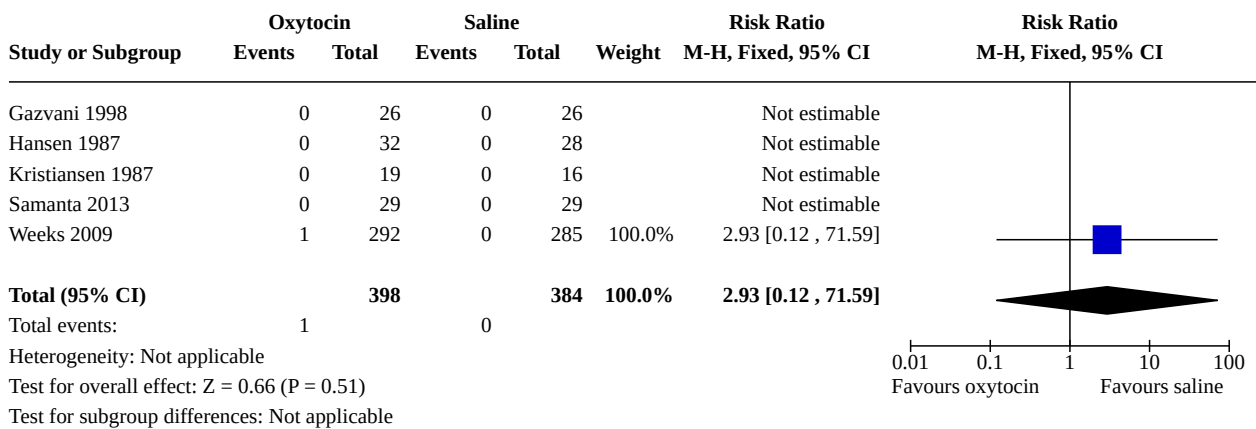 Oxytocin Saline Risk Ratio Risk Ratio
Study or Subgroup Events Total Events Total Weight M-H, Fixed, 95% CI M-H, Fixed, 95% CI
Gazvani 1998 0 26 0 26 Not estimable
Hansen 1987 0 32 0 28 Not estimable
Kristiansen 1987 0 19 0 16 Not estimable
Samanta 2013 0 29 0 29 Not estimable
Weeks 2009 1 292 0 285 100.0% 2.93 [0.12 , 71.59]
Total (95% CI) 398 384 100.0% 2.93 [0.12 , 71.59]
Total events: 1 0
Heterogeneity: Not applicable
0.01 0.1 1 10 100
Test for overall effect: Z = 0.66 (P = 0.51)
Favours oxytocin Favours saline
Test for subgroup differences: Not applicable